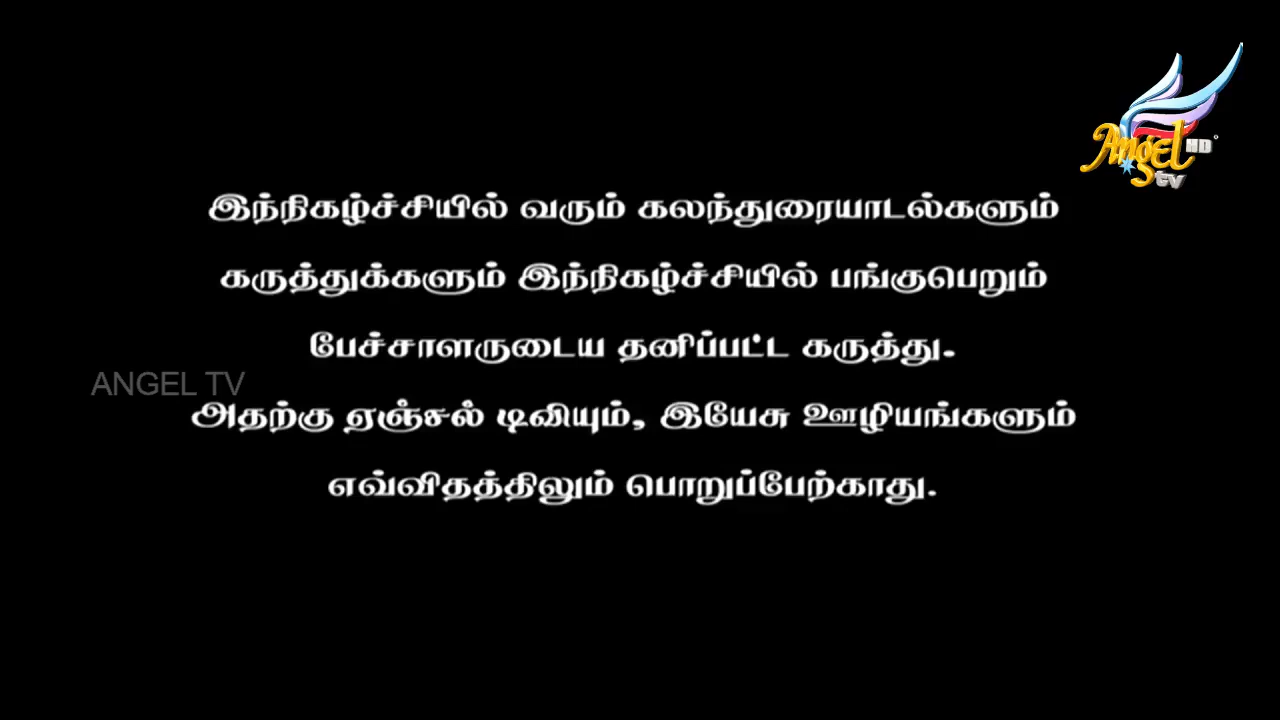 Angel HD
tv
இந்நிகழ்ச்சியில் வரும் கலந்துரையாடல்களும்
கருத்துக்களும் இந்நிகழ்ச்சியில் பங்குபெறும்
பேச்சாளருடைய தனிப்பட்ட கருத்து.
ANGEL TV
அதற்கு ஏஞ்சல் டிவியும், இயேசு ஊழியங்களும்
எவ்விதத்திலும் பொறுப்பேற்காது.